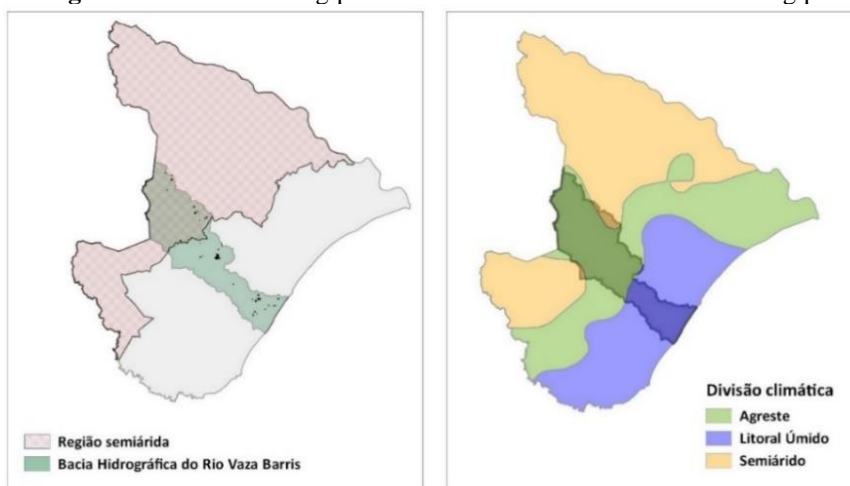 Região semiárida
Bacia Hidrográfica do Rio Vaza Barris
Divisão climática
Agreste
Litoral Úmido
Semiárido